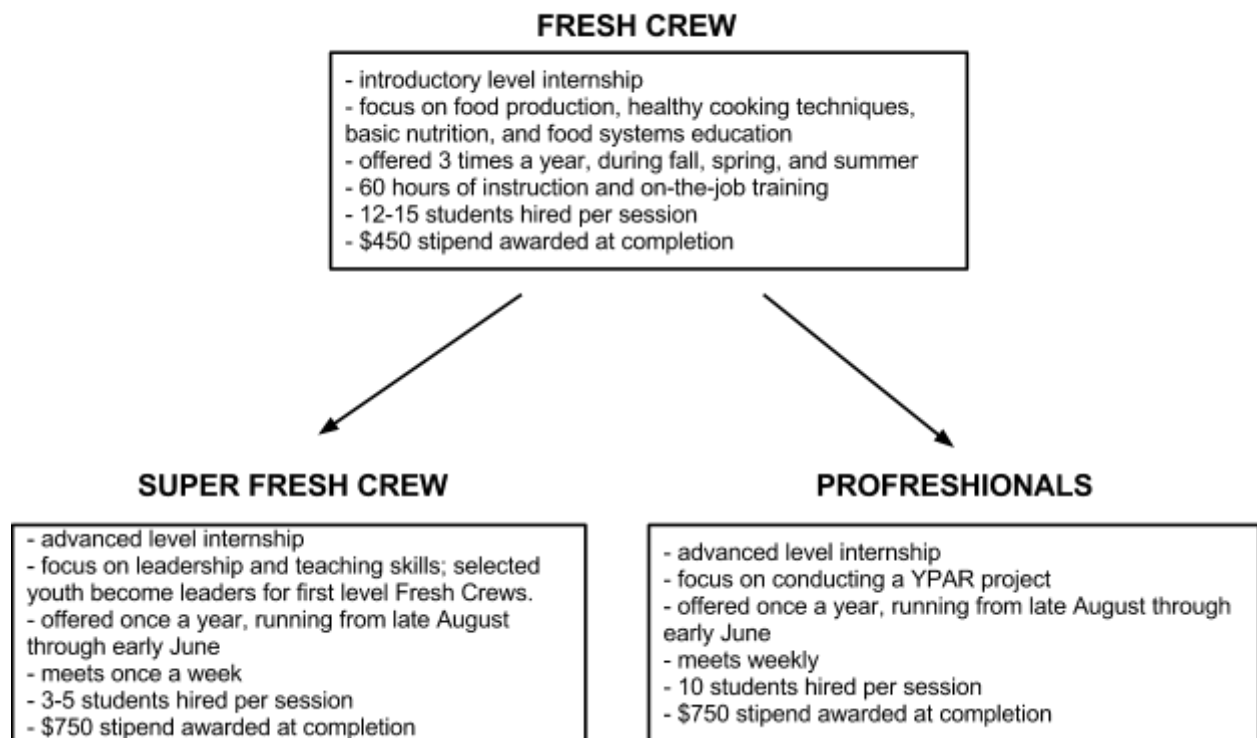 FRESH CREW
- introductory level internship
- focus on food production, healthy cooking techniques,
basic nutrition, and food systems education
- offered 3 times a year, during fall, spring, and summer
- 60 hours of instruction and on-the-job training
- 12-15 students hired per session
- $450 stipend awarded at completion
SUPER FRESH CREW
- advanced level internship
- focus on leadership and teaching skills; selected
youth become leaders for first level Fresh Crews.
- offered once a year, running from late August
through early June
- meets once a week
- 3-5 students hired per session
- $750 stipend awarded at completion
PROFRESHIONALS
- advanced level internship
- focus on conducting a YPAR project
- offered once a year, running from late August through
early June
- meets weekly
- 10 students hired per session
- $750 stipend awarded at completion